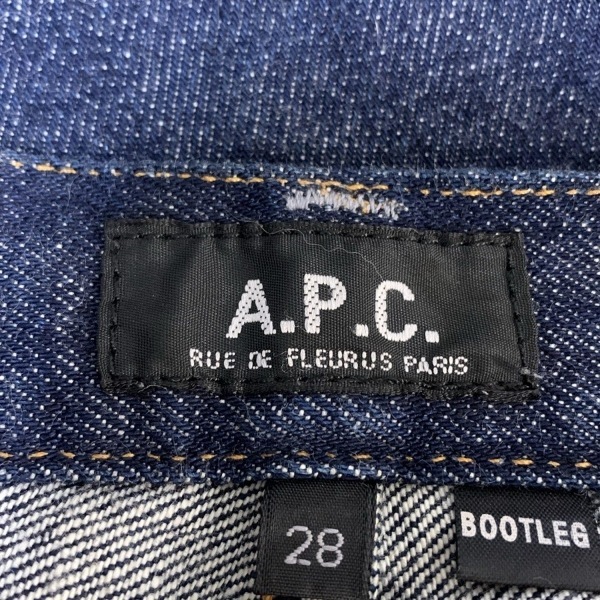 A.P.C.
RUE DE FLEURUS PARIS
28
BOOTLEG